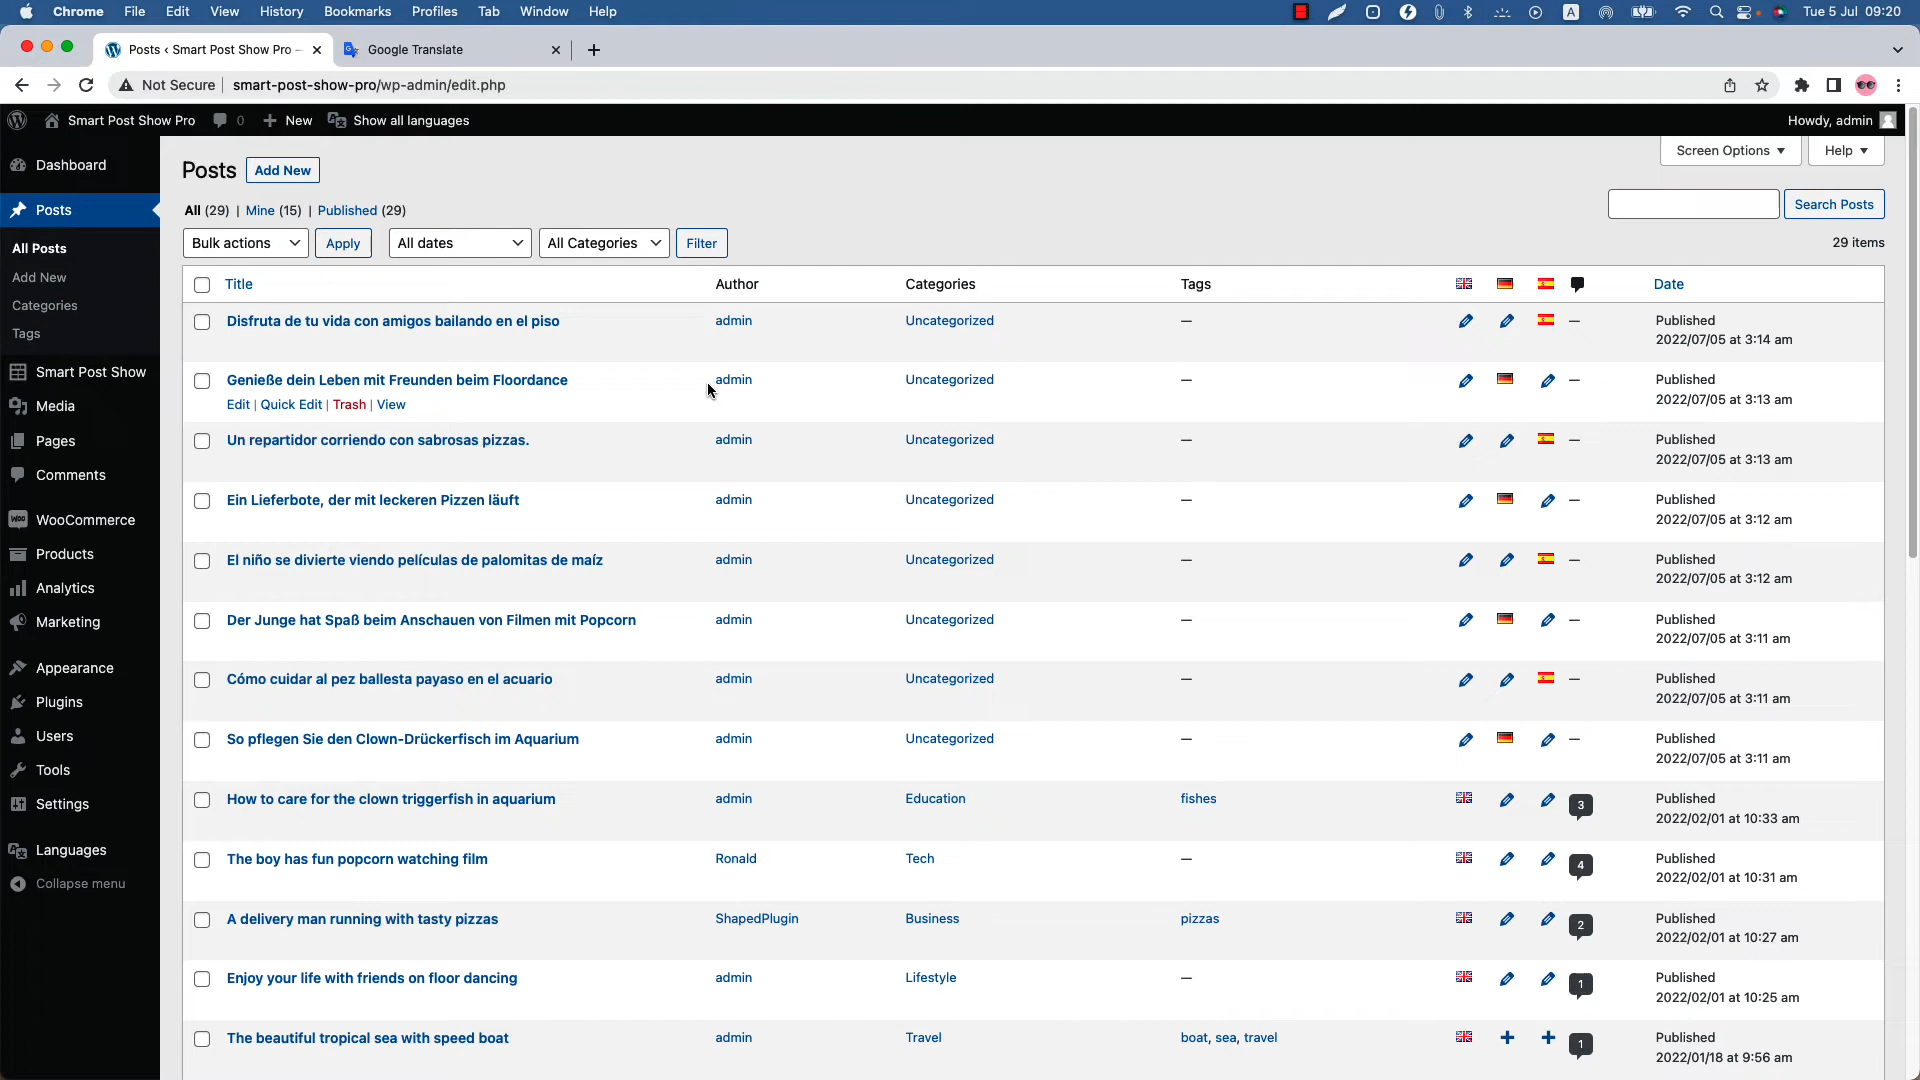 Chrome File Edit View History Bookmarks Profiles Tab Window Help A Tue 5 Jul 09:20
Posts ‹ Smart Post Show Pro – Google Translate
Not Secure smart-post-show-pro/wp-admin/edit.php
Smart Post Show Pro 0 New Show all languages Howdy, admin
Screen Options Help
Posts Add New
All (29) | Mine (15) | Published (29)
Search Posts
Bulk actions Apply All dates All Categories Filter 29 items
Dashboard
Posts
All Posts
Add New
Categories
Tags
Smart Post Show
Media
Pages
Comments
WooCommerce
Products
Analytics
Marketing
Appearance
Plugins
Users
Tools
Settings
Languages
Collapse menu
Title Author Categories Tags Date
Disfruta de tu vida con amigos bailando en el piso admin Uncategorized — — Published
2022/07/05 at 3:14 am
Genieße dein Leben mit Freunden beim Floordance admin Uncategorized — — Published
Edit | Quick Edit | Trash | View 2022/07/05 at 3:13 am
Un repartidor corriendo con sabrosas pizzas. admin Uncategorized — — Published
2022/07/05 at 3:13 am
Ein Lieferbote, der mit leckeren Pizzen läuft admin Uncategorized — — Published
2022/07/05 at 3:12 am
El niño se divierte viendo películas de palomitas de maíz admin Uncategorized — — Published
2022/07/05 at 3:12 am
Der Junge hat Spaß beim Anschauen von Filmen mit Popcorn admin Uncategorized — — Published
2022/07/05 at 3:11 am
Cómo cuidar al pez ballesta payaso en el acuario admin Uncategorized — — Published
2022/07/05 at 3:11 am
So pflegen Sie den Clown-Drückerfisch im Aquarium admin Uncategorized — — Published
2022/07/05 at 3:11 am
How to care for the clown triggerfish in aquarium admin Education fishes 3 Published
2022/02/01 at 10:33 am
The boy has fun popcorn watching film Ronald Tech — 4 Published
2022/02/01 at 10:31 am
A delivery man running with tasty pizzas ShapedPlugin Business pizzas 2 Published
2022/02/01 at 10:27 am
Enjoy your life with friends on floor dancing admin Lifestyle — 1 Published
2022/02/01 at 10:25 am
The beautiful tropical sea with speed boat admin Travel boat, sea, travel 1 Published
2022/01/18 at 9:56 am